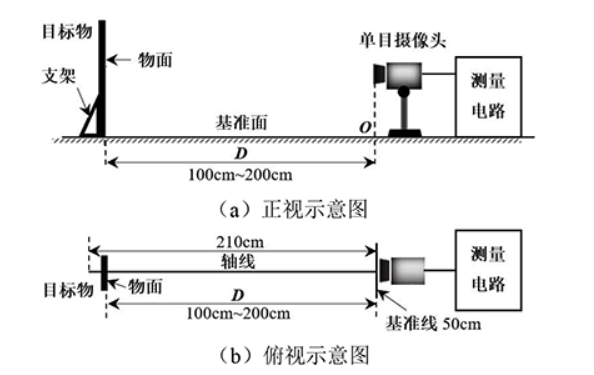 目标物
物面
支架
单目摄像头
测量
电路
基准面
O
D
100cm~200cm
（a）正视示意图
210cm
轴线
目标物
物面
D
100cm~200cm
测量
电路
基准线 50cm
（b）俯视示意图